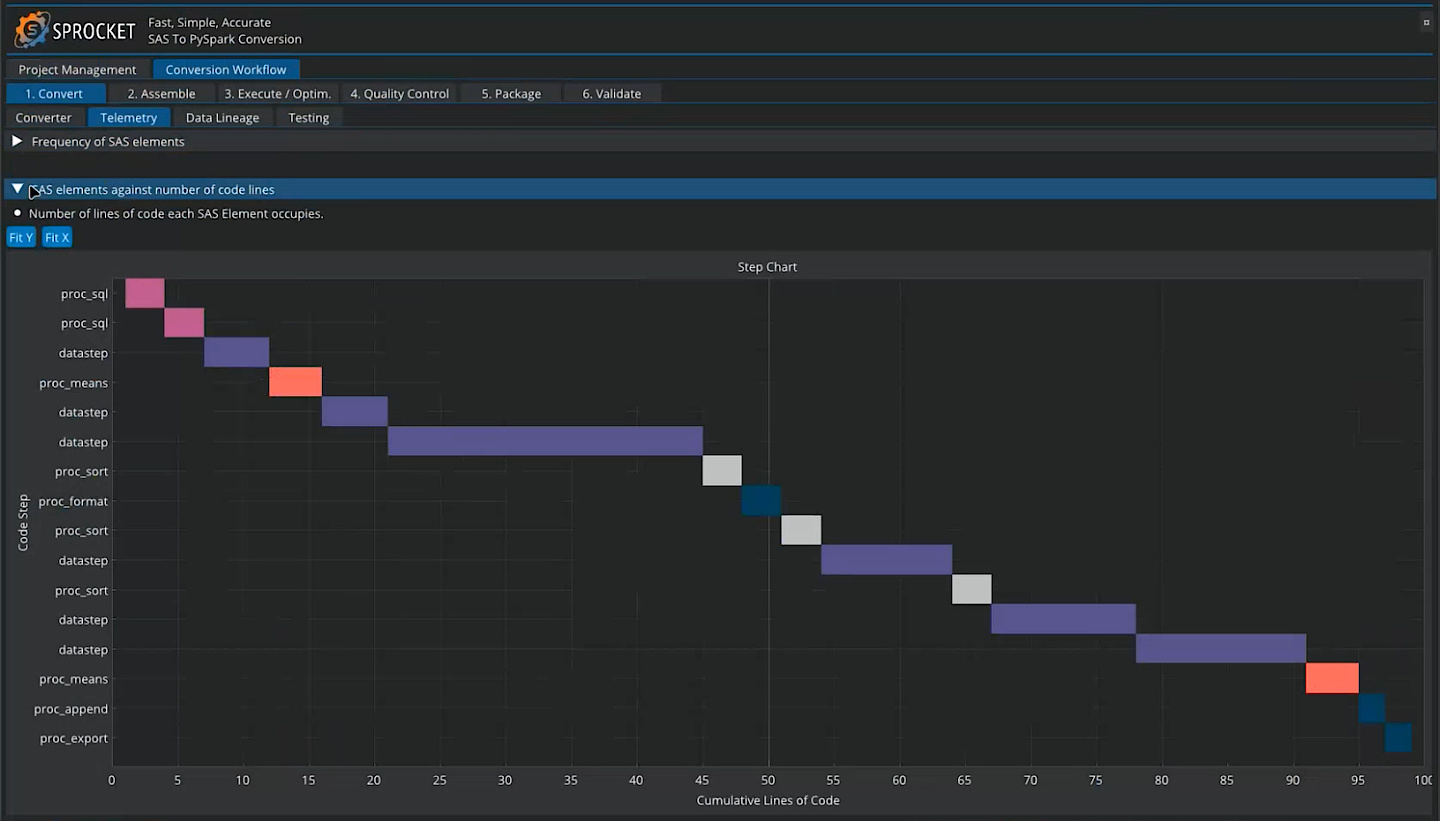 SPROCKET
Fast, Simple, Accurate
SAS To PySpark Conversion
Project Management Conversion Workflow
1. Convert 2. Assemble 3. Execute / Optim. 4. Quality Control 5. Package 6. Validate
Converter Telemetry Data Lineage Testing
Frequency of SAS elements
SAS elements against number of code lines
Number of lines of code each SAS Element occupies.
Fit Y Fit X
Step Chart
proc_sql
proc_sql
datastep
proc_means
datastep
datastep
proc_sort
proc_format
proc_sort
datastep
proc_sort
datastep
datastep
proc_means
proc_append
proc_export
Code Step
0 5 10 15 20 25 30 35 40 45 50 55 60 65 70 75 80 85 90 95 100
Cumulative Lines of Code